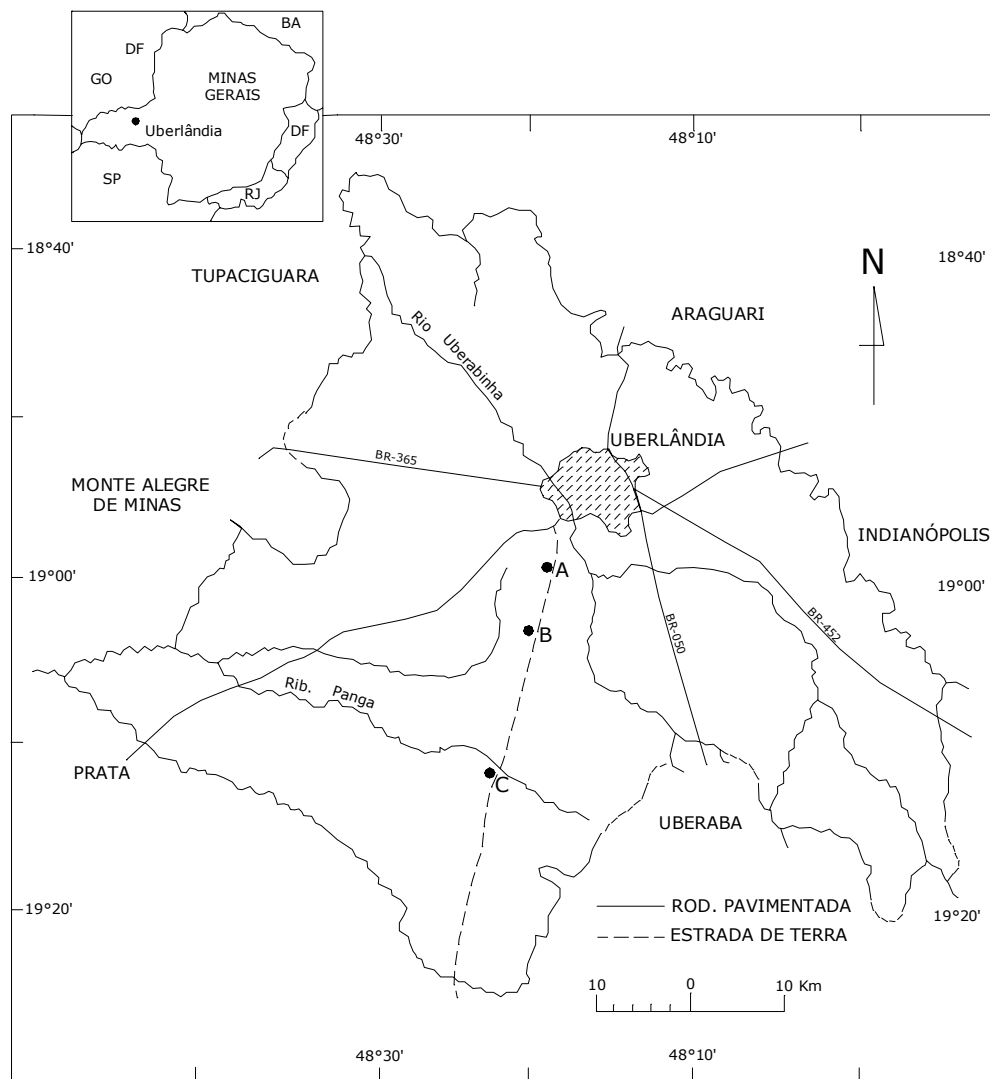 BA
DF
GO
MINAS
GERAIS
Uberlândia
DF
SP
RJ
48°30'
48°10'
18°40'
18°40'
TUPACIGUARA
N
ARAGUARI
Rio Uberabinha
UBERLÂNDIA
BR-365
MONTE ALEGRE
DE MINAS
INDIANÓPOLIS
A
19°00'
19°00'
BR-452
BR-050
B
Rib. Panga
PRATA
C
UBERABA
ROD. PAVIMENTADA
19°20'
19°20'
ESTRADA DE TERRA
10 0 10 Km
48°30'
48°10'